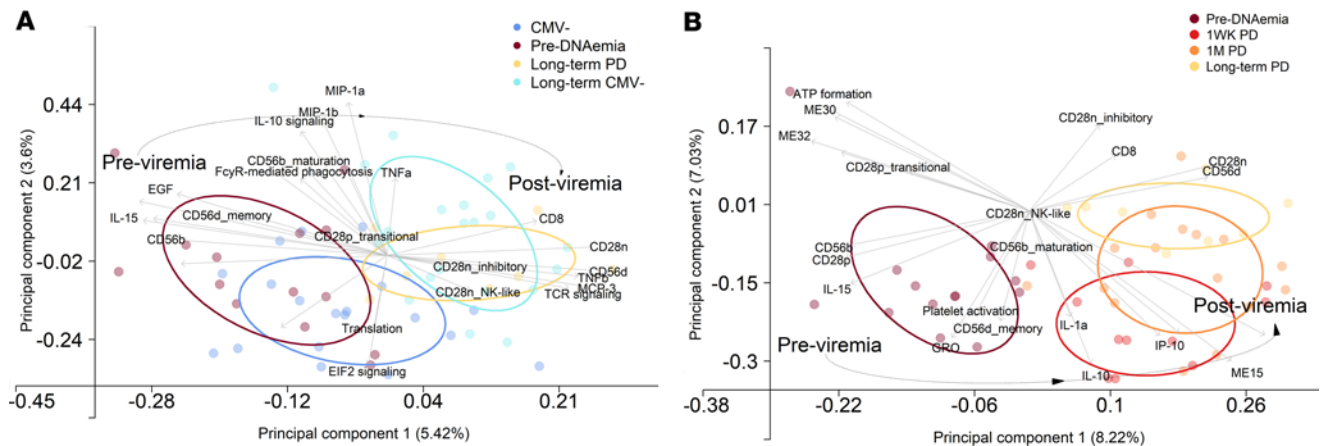 A
CMV-
Pre-DNAemia
Long-term PD
Long-term CMV-
0.44
0.21
-0.02
-0.24
-0.45
-0.28
-0.12
0.04
0.21
Principal component 2 (3.6%)
Principal component 1 (5.42%)
MIP-1a
MIP-1b
IL-10 signaling
Pre-viremia
CD56b_maturation
FcyR-mediated phagocytosis
TNFa
Post-viremia
EGF
IL-15
CD56d_memory
CD8
CD56b
CD28p_transitional
CD28n
CD28n_inhibitory
CD56d
TNFb
CD28n_NK-like
MCP-3
TCR signaling
Translation
EIF2 signaling
B
Pre-DNAemia
1WK PD
1M PD
Long-term PD
0.17
0.01
-0.15
-0.3
-0.38
-0.22
-0.06
0.1
0.26
Principal component 2 (7.03%)
Principal component 1 (8.22%)
ATP formation
ME30
ME32
CD28n_inhibitory
CD8
CD28p_transitional
CD28n
CD56d
CD28n_NK-like
CD56b
CD56b_maturation
CD28p
IL-15
Platelet activation
CD56d_memory
IL-1a
Post-viremia
Pre-viremia
GRO
IP-10
IL-10
ME15